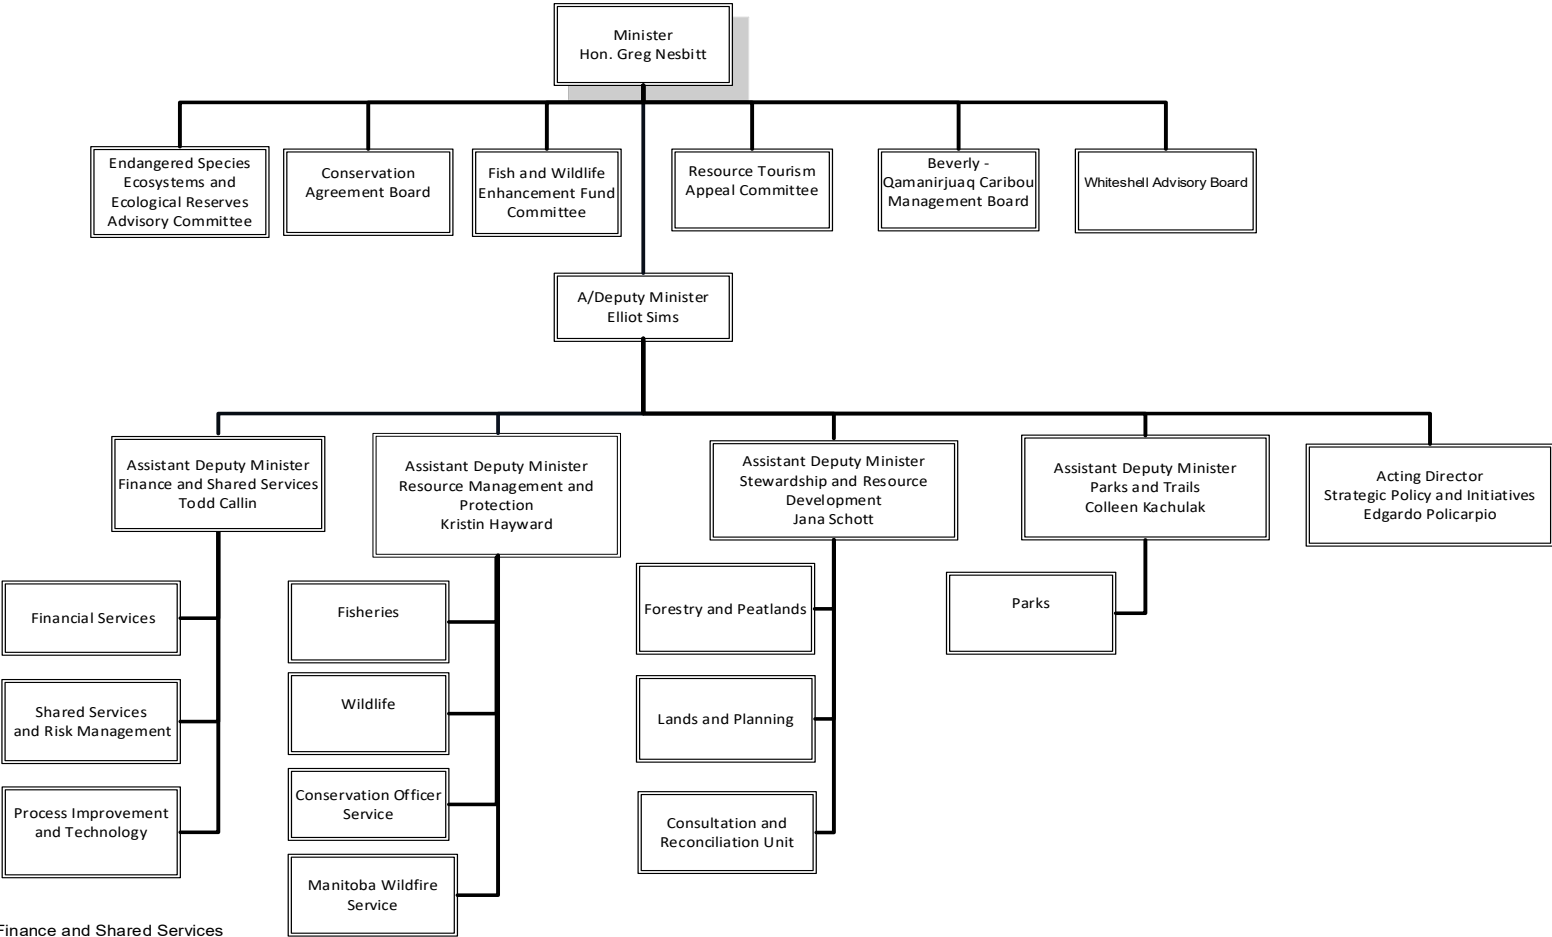 Minister
Hon. Greg Nesbitt
Endangered Species
Ecosystems and
Ecological Reserves
Advisory Committee
Conservation
Agreement Board
Fish and Wildlife
Enhancement Fund
Committee
Resource Tourism
Appeal Committee
Beverly -
Qamanirjuaq Caribou
Management Board
Whiteshell Advisory Board
A/Deputy Minister
Elliot Sims
Assistant Deputy Minister
Finance and Shared Services
Todd Callin
Assistant Deputy Minister
Resource Management and
Protection
Kristin Hayward
Assistant Deputy Minister
Stewardship and Resource
Development
Jana Schott
Assistant Deputy Minister
Parks and Trails
Colleen Kachulak
Acting Director
Strategic Policy and Initiatives
Edgardo Policarpio
Financial Services
Shared Services
and Risk Management
Process Improvement
and Technology
Fisheries
Wildlife
Conservation Officer
Service
Manitoba Wildfire
Service
Forestry and Peatlands
Lands and Planning
Consultation and
Reconciliation Unit
Parks
Finance and Shared Services